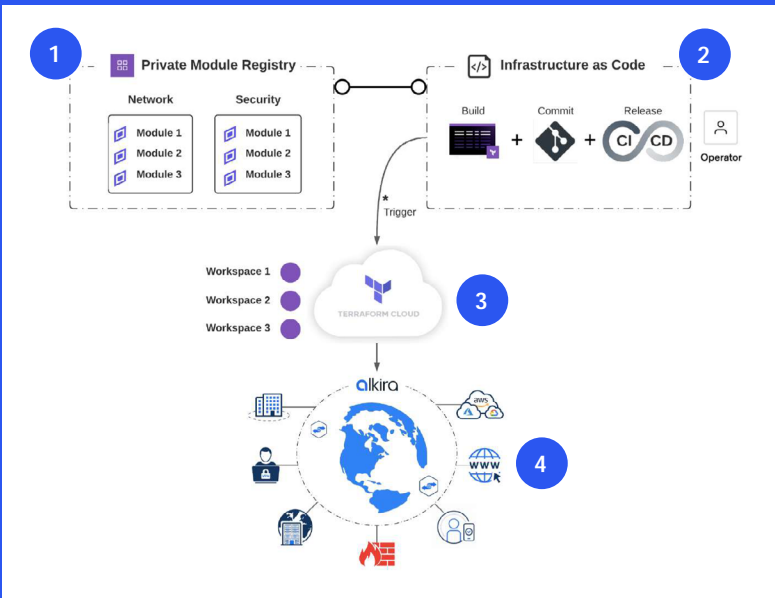 1
Private Module Registry
Network
Security
Module 1
Module 2
Module 3
Module 1
Module 2
Module 3
2
Infrastructure as Code
Build
Commit
Release
+
+
CI CD
Operator
*
Trigger
Workspace 1
Workspace 2
Workspace 3
TERRAFORM CLOUD
3
alkira
aws
www
4